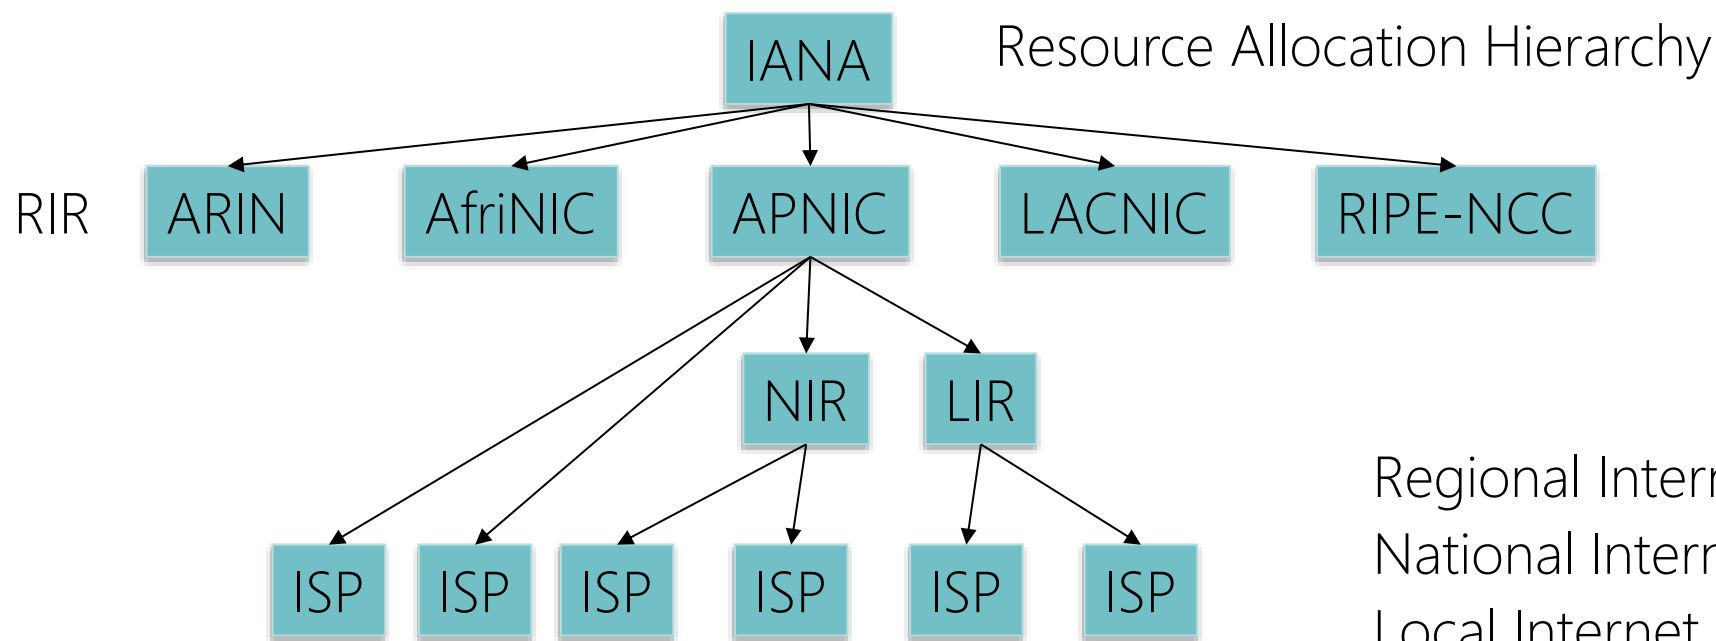 IANA
Resource Allocation Hierarchy
RIR
ARIN
AfriNIC
APNIC
LACNIC
RIPE-NCC
NIR
LIR
Regional
National
Local Internet
ISP
ISP
ISP
ISP
ISP
ISP